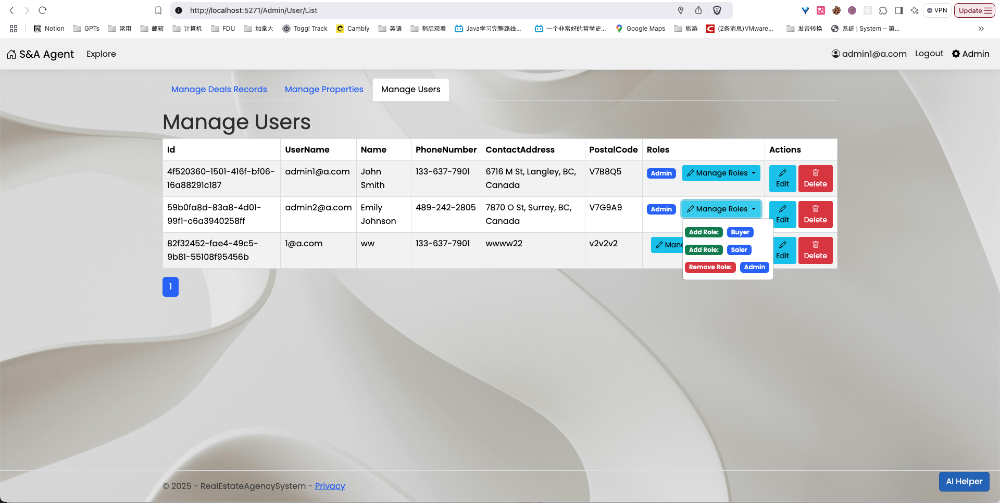 http://localhost:5271/Admin/User/List
VPN
Update
Notion
GPTs
常用
邮箱
计算机
FDU
加拿大
Toggl Track
Cambly
英语
稍后观看
Java学习完整路线...
一个非常好的哲学史...
Google Maps
旅游
(2条消息)VMware...
发音转换
系统 | System – 第...
S&A Agent
Explore
admin1@a.com
Logout
Admin
Manage Deals Records
Manage Properties
Manage Users
Manage Users
Id UserName Name PhoneNumber ContactAddress PostalCode Roles Actions
4f520360-1501-416f-bf06-
16a88291c187
admin1@a.com
John
Smith
133-637-7901
6716 M St, Langley, BC,
Canada
V7B8Q5
Admin
Manage Roles
Edit
Delete
59b0fa8d-83a8-4d01-
99f1-c6a3940258ff
admin2@a.com
Emily
Johnson
489-242-2805
7870 O St, Surrey, BC,
Canada
V7G9A9
Admin
Manage Roles
Edit
Delete
Add Role: Buyer
Add Role: Saler
Remove Role: Admin
82f32452-fae4-49c5-
9b81-55108f95456b
1@a.com
ww
133-637-7901
wwww22
v2v2v2
Edit
Delete
1
© 2025 - RealEstateAgencySystem - Privacy
AI Helper